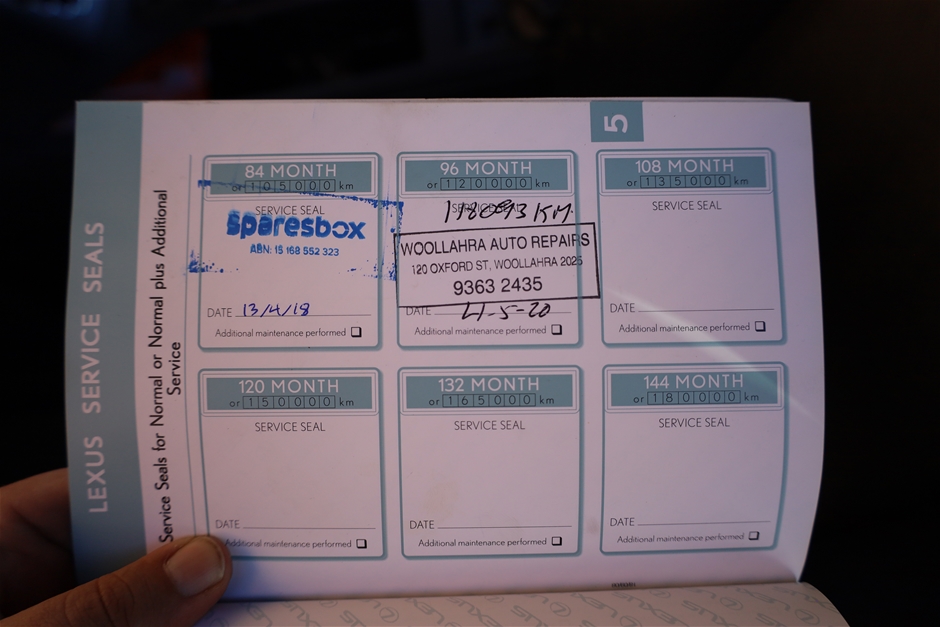 5
LEXUS SERVICE SEALS
Service Seals for Normal or Normal plus Additional
Service
84 MONTH
or 105000 km
SERVICE SEAL
sparesbox
ABN: 15 168 552 323
DATE 13/4/18
Additional maintenance performed
96 MONTH
or 120000 km
KM
WOOLLAHRA AUTO REPAIRS
120 OXFORD ST, WOOLLAHRA 2025
9363 2435
DATE 4-5-20
Additional maintenance performed
108 MONTH
or 135000 km
SERVICE SEAL
DATE
Additional maintenance performed
120 MONTH
or 150000 km
SERVICE SEAL
DATE
Additional maintenance performed
132 MONTH
or 165000 km
SERVICE SEAL
DATE
Additional maintenance performed
144 MONTH
or 180000 km
SERVICE SEAL
DATE
Additional maintenance performed